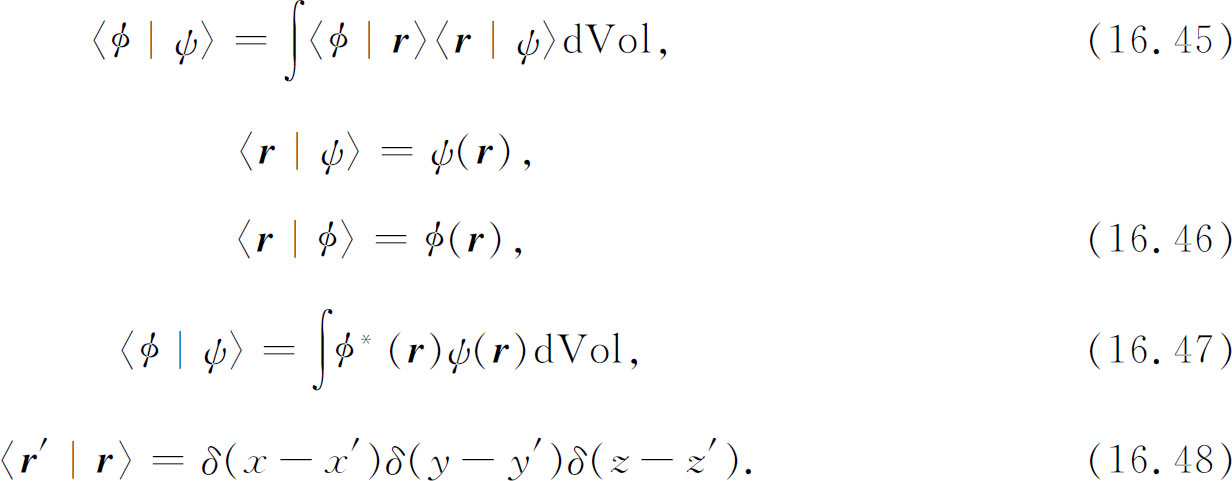 ⟨ϕ | ψ⟩ = ∫⟨ϕ | r⟩⟨r | ψ⟩dVol, (16.45)
⟨r | ψ⟩ = ψ(r),
⟨r | ϕ⟩ = ϕ(r), (16.46)
⟨ϕ | ψ⟩ = ∫ϕ* (r)ψ(r)dVol, (16.47)
⟨r′ | r⟩ = δ(x − x′)δ(y − y′)δ(z − z′). (16.48)